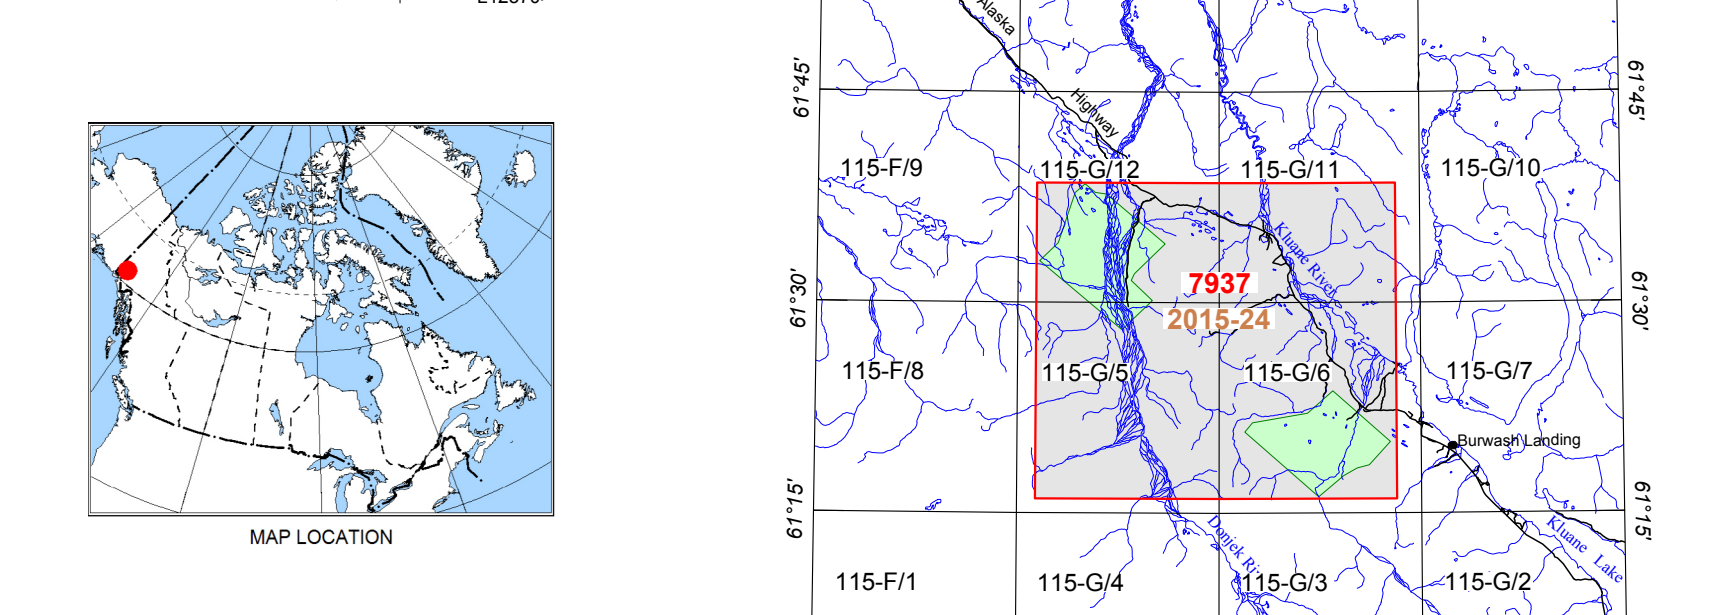 Alaska
61°45'
61°45'
Highway
115-F/9
115-G/12
115-G/11
115-G/10
Kluane River
7937
61°30'
61°30'
2015-24
115-F/8
115-G/5
115-G/6
115-G/7
Burwash Landing
61°15'
61°15'
MAP LOCATION
Donjek Ri
Kluane Lake
115-F/1
115-G/4
115-G/3
115-G/2